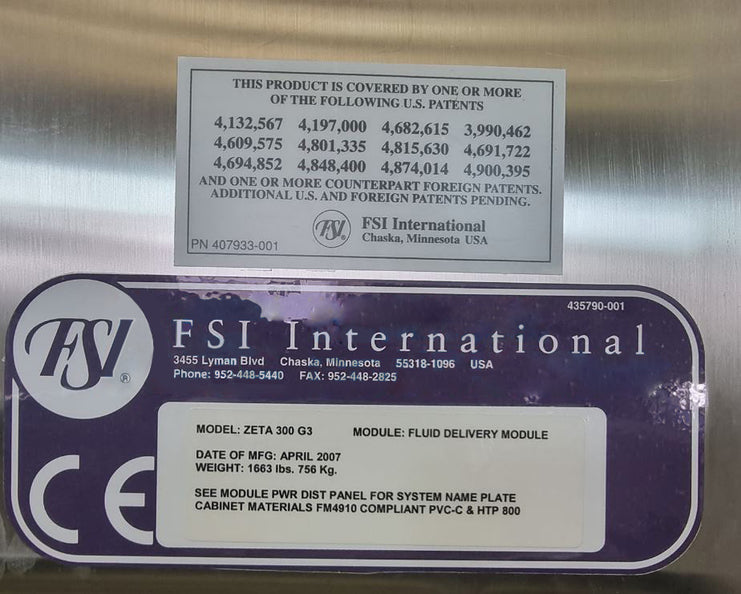 THIS PRODUCT IS COVERED BY ONE OR MORE
OF THE FOLLOWING U.S. PATENTS
4,132,567 4,197,000 4,682,615 3,990,462
4,609,575 4,801,335 4,815,630 4,691,722
4,694,852 4,848,400 4,874,014 4,900,395
AND ONE OR MORE COUNTERPART FOREIGN PATENTS.
ADDITIONAL U.S. AND FOREIGN PATENTS PENDING.
FSI® FSI International
Chaska, Minnesota USA
PN 407933-001
435790-001
FSI® FSI International
3455 Lyman Blvd Chaska, Minnesota 55318-1096 USA
Phone: 952-448-5440 FAX: 952-448-2825
MODEL: ZETA 300 G3 MODULE: FLUID DELIVERY MODULE
DATE OF MFG: APRIL 2007
WEIGHT: 1663 lbs. 756 Kg.
SEE MODULE PWR DIST PANEL FOR SYSTEM NAME PLATE
CABINET MATERIALS FM4910 COMPLIANT PVC-C & HTP 800
CE